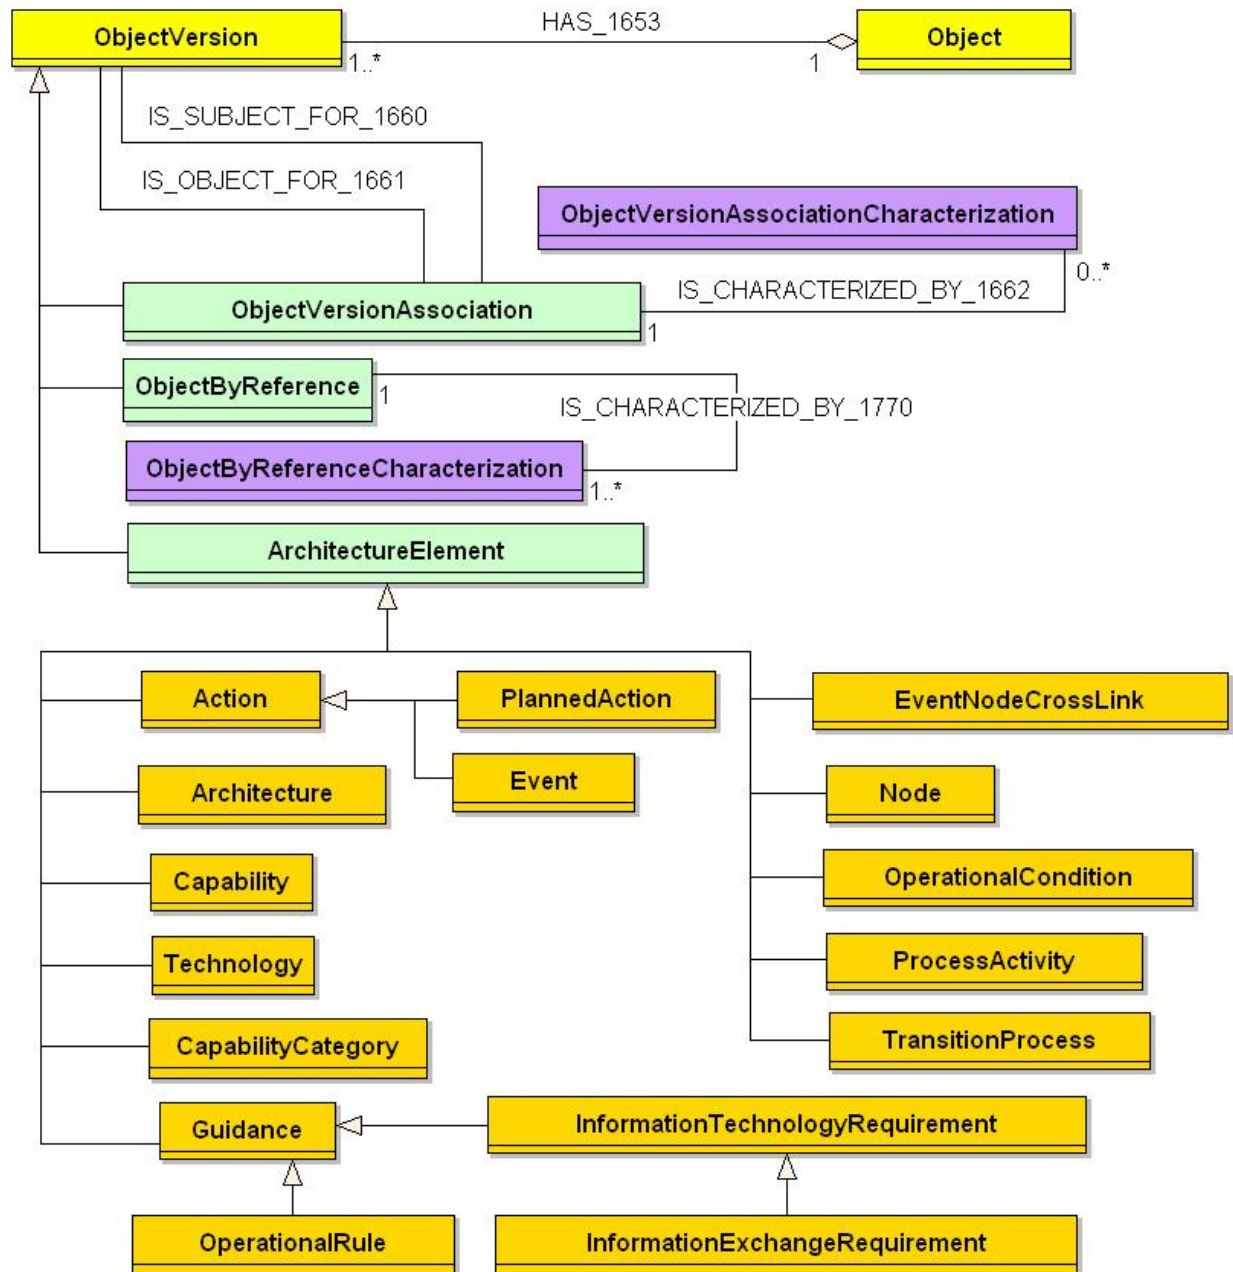 HAS_1653
ObjectVersion
Object
1..*
1
IS_SUBJECT_FOR_1660
IS_OBJECT_FOR_1661
ObjectVersionAssociationCharacterization
0..*
IS_CHARACTERIZED_BY_1662
ObjectVersionAssociation
1
ObjectByReference
1
IS_CHARACTERIZED_BY_1770
ObjectByReferenceCharacterization
1..*
ArchitectureElement
Action
PlannedAction
EventNodeCrossLink
Event
Architecture
Node
Capability
OperationalCondition
Technology
ProcessActivity
CapabilityCategory
TransitionProcess
Guidance
InformationTechnologyRequirement
OperationalRule
InformationExchangeRequirement